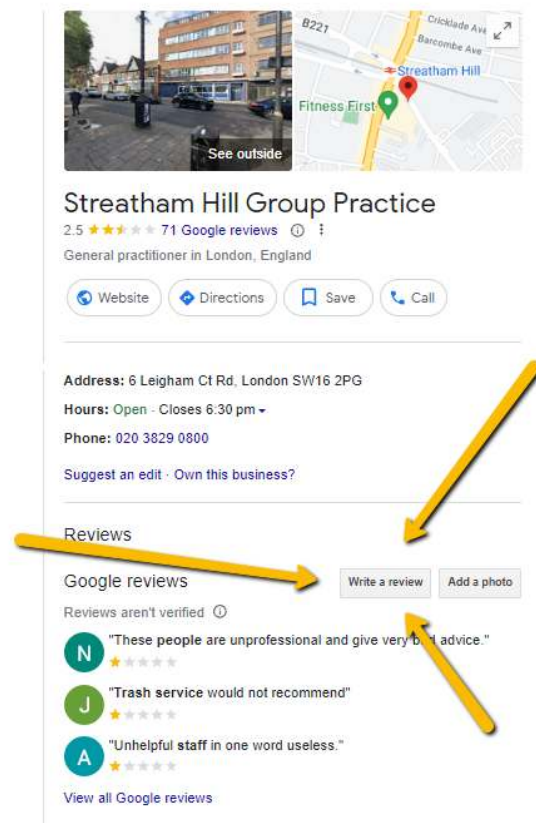 B221
Cricklade Ave
Barcombe Ave
Streatham Hill
Fitness First
See outside
Streatham Hill Group Practice
2.5 71 Google reviews
General practitioner in London, England
Website Directions Save Call
Address: 6 Leigham Ct Rd, London SW16 2PG
Hours: Open · Closes 6:30 pm
Phone: 020 3829 0800
Suggest an edit · Own this business?
Reviews
Google reviews Write a review Add a photo
Reviews aren't verified
N "These people are unprofessional and give very bad advice."
J "Trash service would not recommend"
A "Unhelpful staff in one word useless."
View all Google reviews